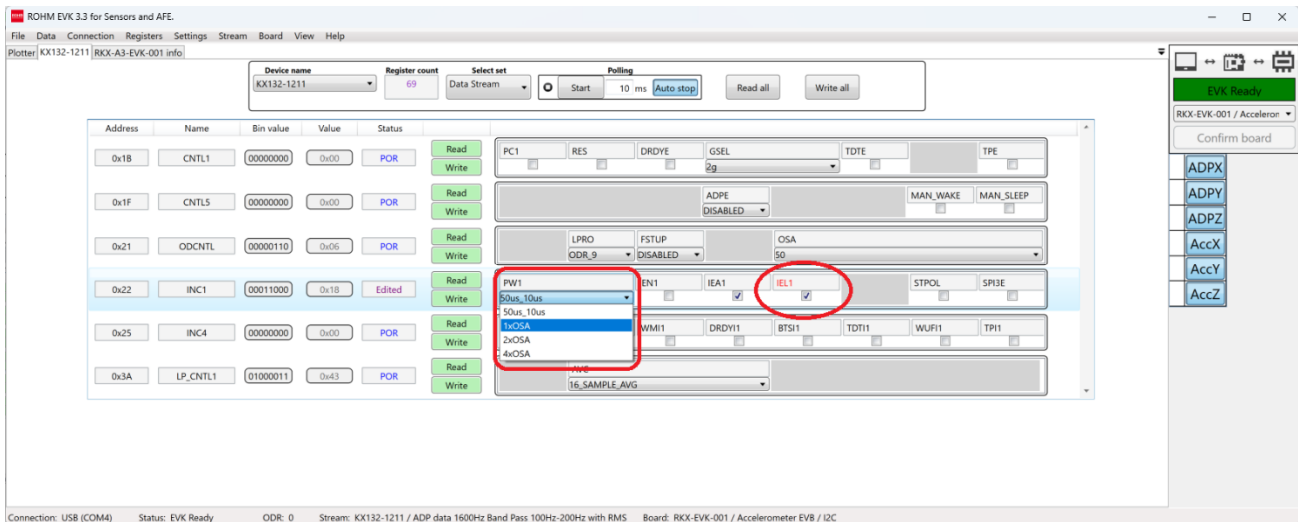 ROHM EVK 3.3 for Sensors and AFE.
File Data Connection Registers Settings Stream Board View Help
Plotter KX132-1211 RKX-A3-EVK-001 info
Device name Register count Select set Polling
KX132-1211 69 Data Stream Start 10 ms Auto stop Read all Write all
EVK Ready
RKX-EVK-001 / Acceleron
Confirm board
ADPX
ADPY
ADPZ
AccX
AccY
AccZ
Address Name Bin value Value Status
0x1B CNTL1 00000000 0x00 POR Read Write
PC1 RES DRDYE GSEL TDTE TPE
2g
0x1F CNTL5 00000000 0x00 POR Read Write
ADPE MAN_WAKE MAN_SLEEP
DISABLED
0x21 ODCNTL 00000110 0x06 POR Read Write
LPRO FSTUP OSA
ODR_9 DISABLED 50
0x22 INC1 00011000 0x18 Edited Read Write
PW1 EN1 IEA1 IEL1 STPOL SPI3E
50us_10us
50us_10us
1xOSA
2xOSA
4xOSA
0x25 INC4 00000000 0x00 POR Read Write
WMI1 DRDYI1 BTSI1 TDTI1 WUFI1 TPI1
0x3A LP_CNTL1 01000011 0x43 POR Read Write
AVC
16_SAMPLE_AVG
Connection: USB (COM4) Status: EVK Ready ODR: 0 Stream: KX132-1211 / ADP data 1600Hz Band Pass 100Hz-200Hz with RMS Board: RKX-EVK-001 / Accelerometer EVB / I2C